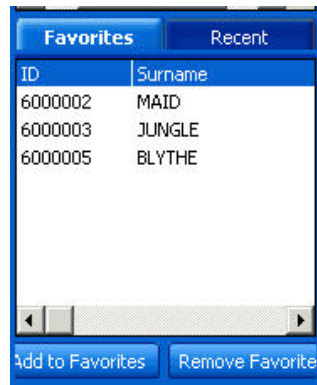 Favorites Recent
ID Surname
6000002 MAID
6000003 JUNGLE
6000005 BLYTHE
Add to Favorites Remove Favorite